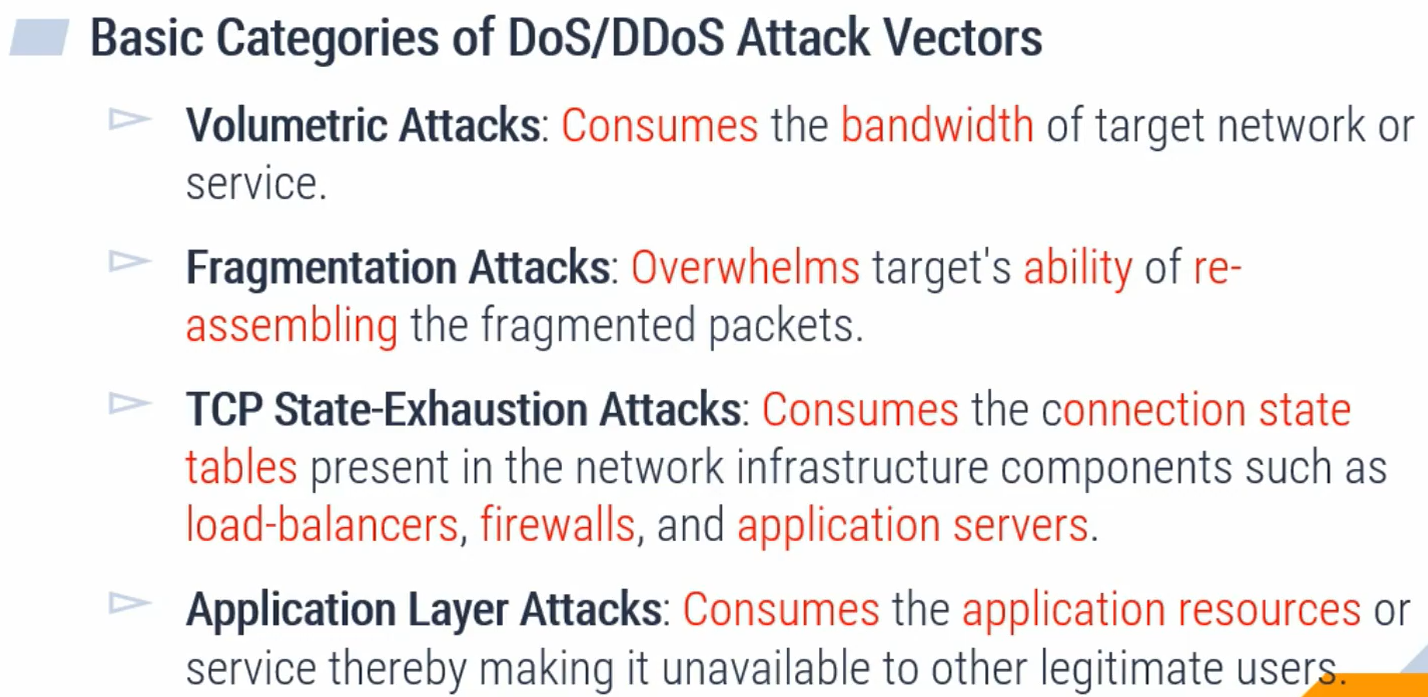 Basic Categories of DoS/DDoS Attack Vectors
Volumetric Attacks: Consumes the bandwidth of target network or
service.
Fragmentation Attacks: Overwhelms target's ability of re-
assembling the fragmented packets.
TCP State-Exhaustion Attacks: Consumes the connection state
tables present in the network infrastructure components such as
load-balancers, firewalls, and application servers.
Application Layer Attacks: Consumes the application resources or
service thereby making it unavailable to other legitimate users.